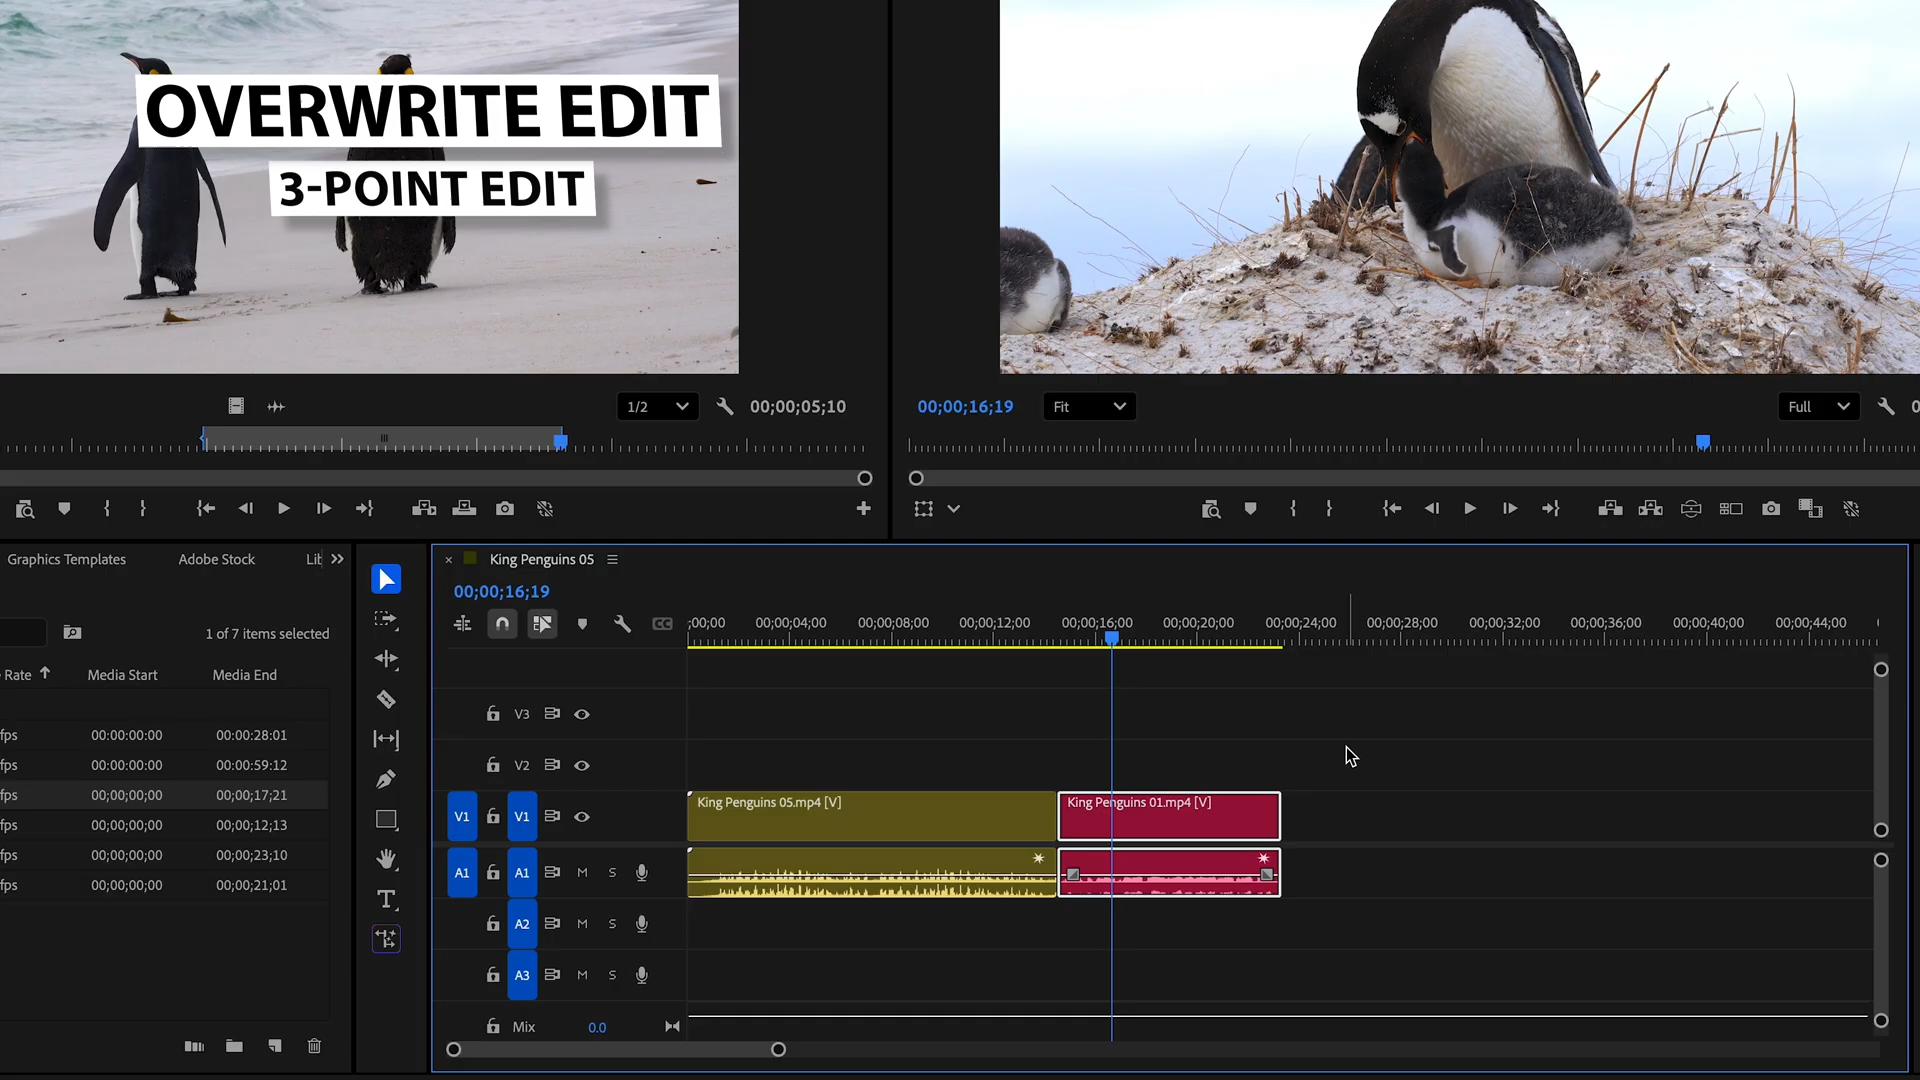 OVERWRITE EDIT
3-POINT EDIT
1/2
00;00;05;10
00;00;16;19
Fit
Full
0
Graphics Templates
Adobe Stock
Lit
King Penguins 05
00;00;16;19
1 of 7 items selected
CC
;00;00
00;00;04;00
00;00;08;00
00;00;12;00
00;00;16;00
00;00;20;00
00;00;24;00
00;00;28;00
00;00;32;00
00;00;36;00
00;00;40;00
00;00;44;00
Rate
Media Start
Media End
fps 00:00:00:00 00:00:28:01
fps 00:00:00:00 00:00:59:12
fps 00;00;00;00 00;00;17;21
fps 00;00;00;00 00;00;12;13
fps 00;00;00;00 00;00;23;10
fps 00;00;00;00 00;00;21;01
V3
V2
V1 V1
King Penguins 05.mp4 [V]
King Penguins 01.mp4 [V]
A1 A1 M S
A2 M S
A3 M S
Mix 0.0